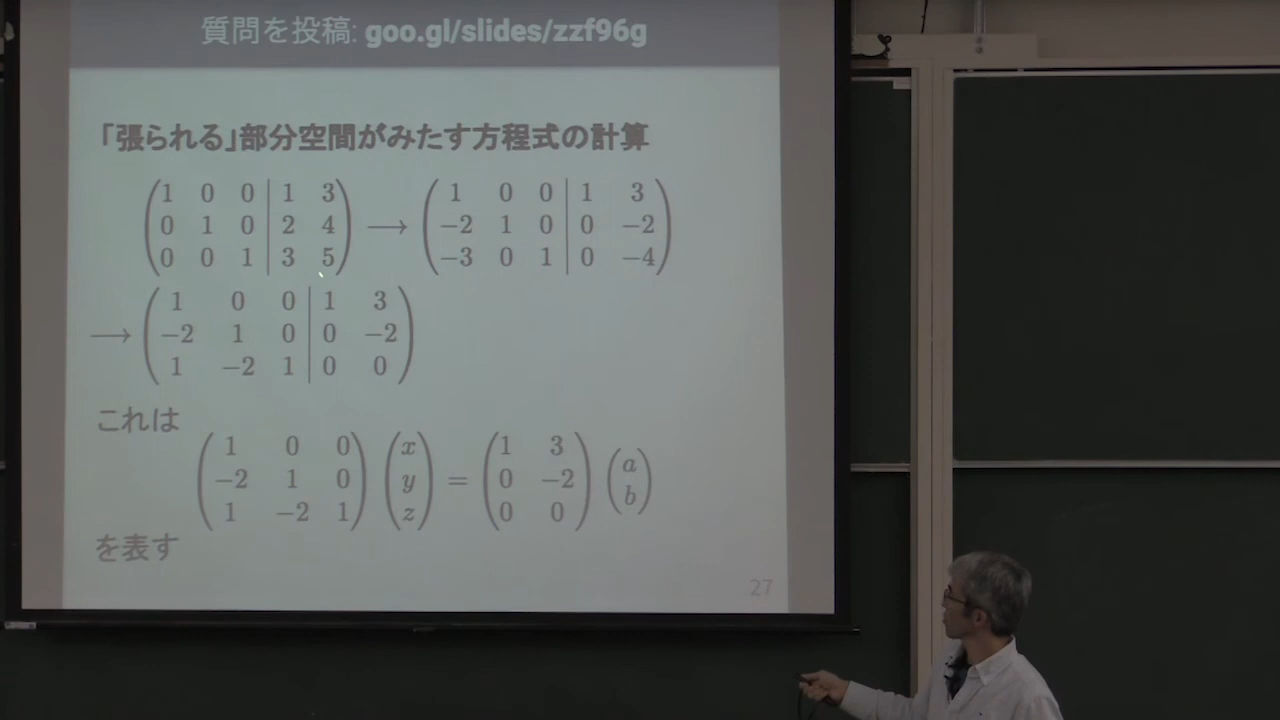 質問を投稿: goo.gl/slides/zzf96g
「張られる」部分空間がみたす方程式の計算
1 0 0 | 1 3
0 1 0 | 2 4
0 0 1 | 3 5
⟶
1 0 0 | 1 3
−2 1 0 | 0 −2
−3 0 1 | 0 −4
⟶
1 0 0 | 1 3
−2 1 0 | 0 −2
1 −2 1 | 0 0
これは
1 0 0
−2 1 0
1 −2 1
x
y
z
=
1 3
0 −2
0 0
a
b
を表す
27